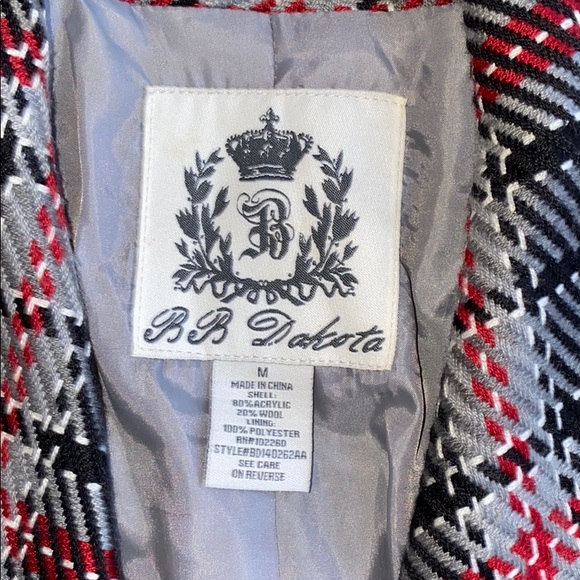 B
BB Dakota
M
MADE IN CHINA
SHELL:
80% ACRYLIC
20% WOOL
LINING:
100% POLYESTER
RN#102260
STYLE#BD140262AA
SEE CARE
ON REVERSE